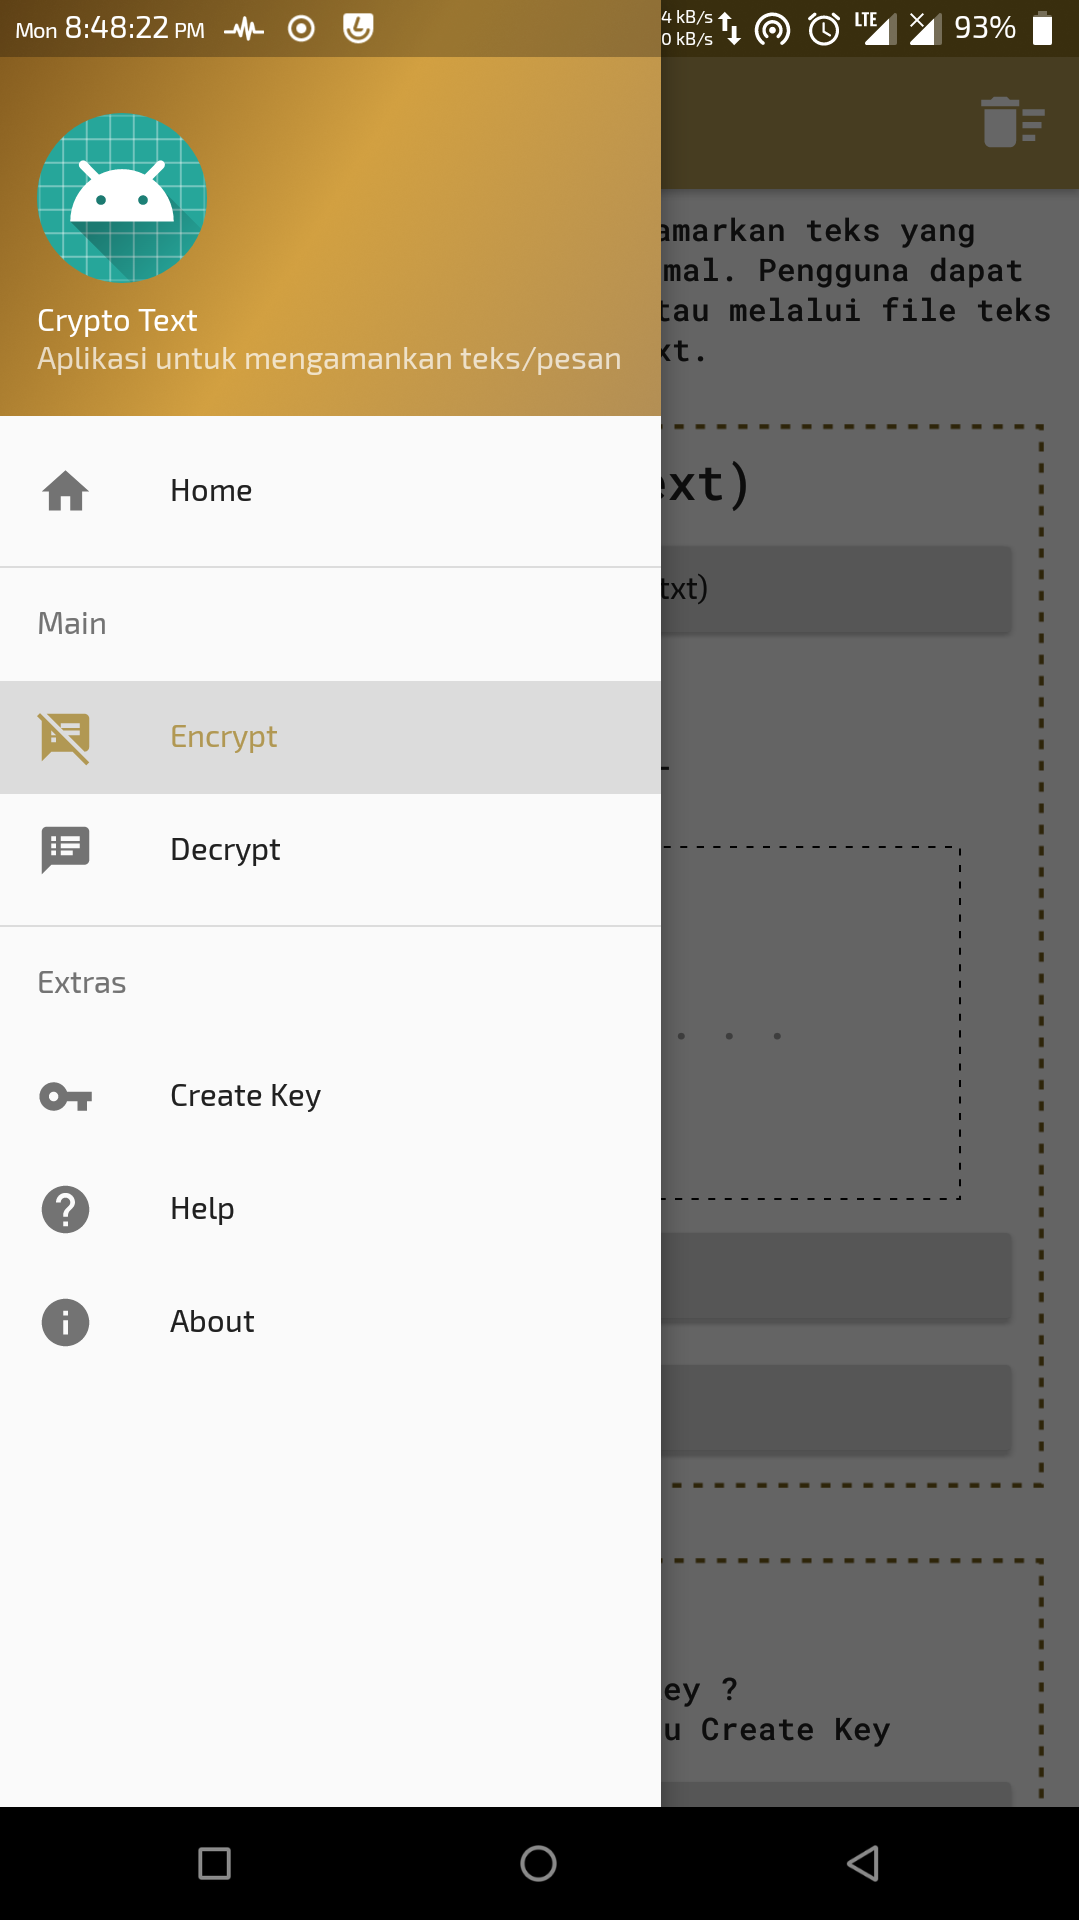 Mon 8:48:22 PM
4 kB/s
0 kB/s
LTE
93%
Crypto Text
Aplikasi untuk mengamankan teks/pesan
amarkan teks yang
mal. Pengguna dapat
tau melalui file teks
xt.
Home
ext)
txt)
Main
Encrypt
Decrypt
Extras
Create Key
Help
About
ey ?
u Create Key